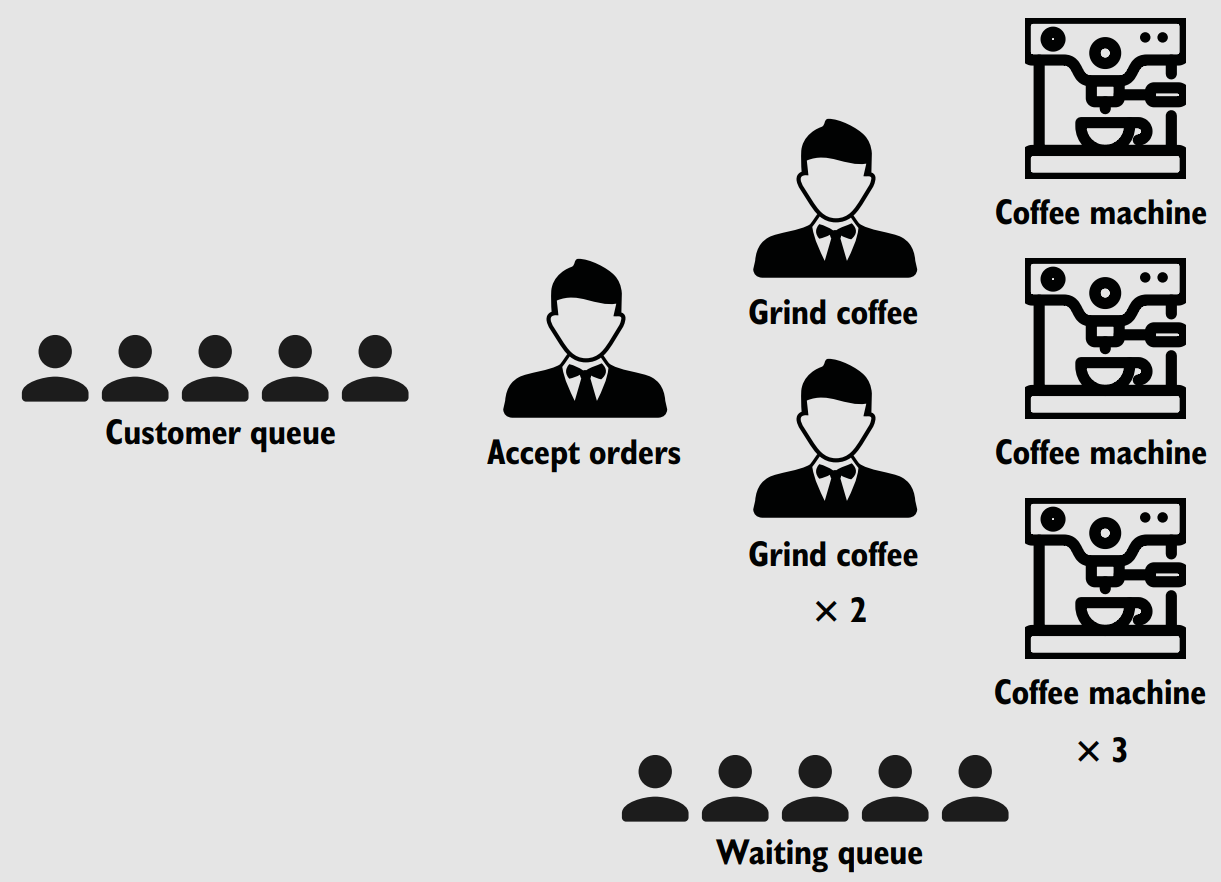 Customer queue
Accept orders
Grind coffee
Grind coffee
× 2
Coffee machine
Coffee machine
Coffee machine
× 3
Waiting queue